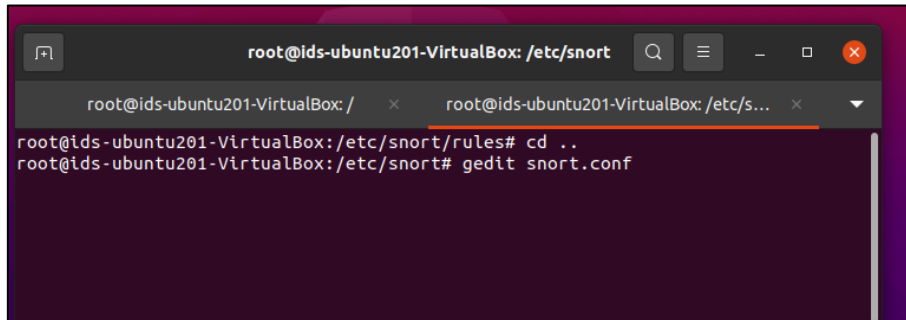 root@ids-ubuntu201-VirtualBox: /etc/snort
root@ids-ubuntu201-VirtualBox: /
root@ids-ubuntu201-VirtualBox: /etc/s...
root@ids-ubuntu201-VirtualBox:/etc/snort/rules# cd ..
root@ids-ubuntu201-VirtualBox:/etc/snort# gedit snort.conf